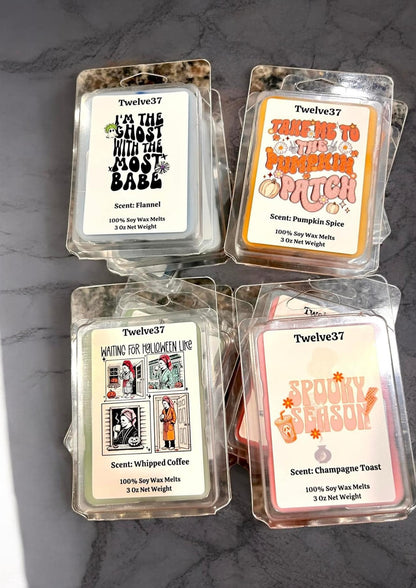 Twelve37
I'M THE
GHOST
WITH THE
MOST
BABE
Scent: Flannel
100% Soy Wax Melts
3 Oz Net Weight
Twelve37
TAKE ME TO
THE
PUMPKIN
PATCH
Scent: Pumpkin Spice
100% Soy Wax Melts
3 Oz Net Weight
Twelve37
WAITING FOR HALLOWEEN LIKE
Scent: Whipped Coffee
100% Soy Wax Melts
3 Oz Net Weight
Twelve37
Twelve37
SPOOKY
SEASON
Scent: Champagne Toast
100% Soy Wax Melts
3 Oz Net Weight